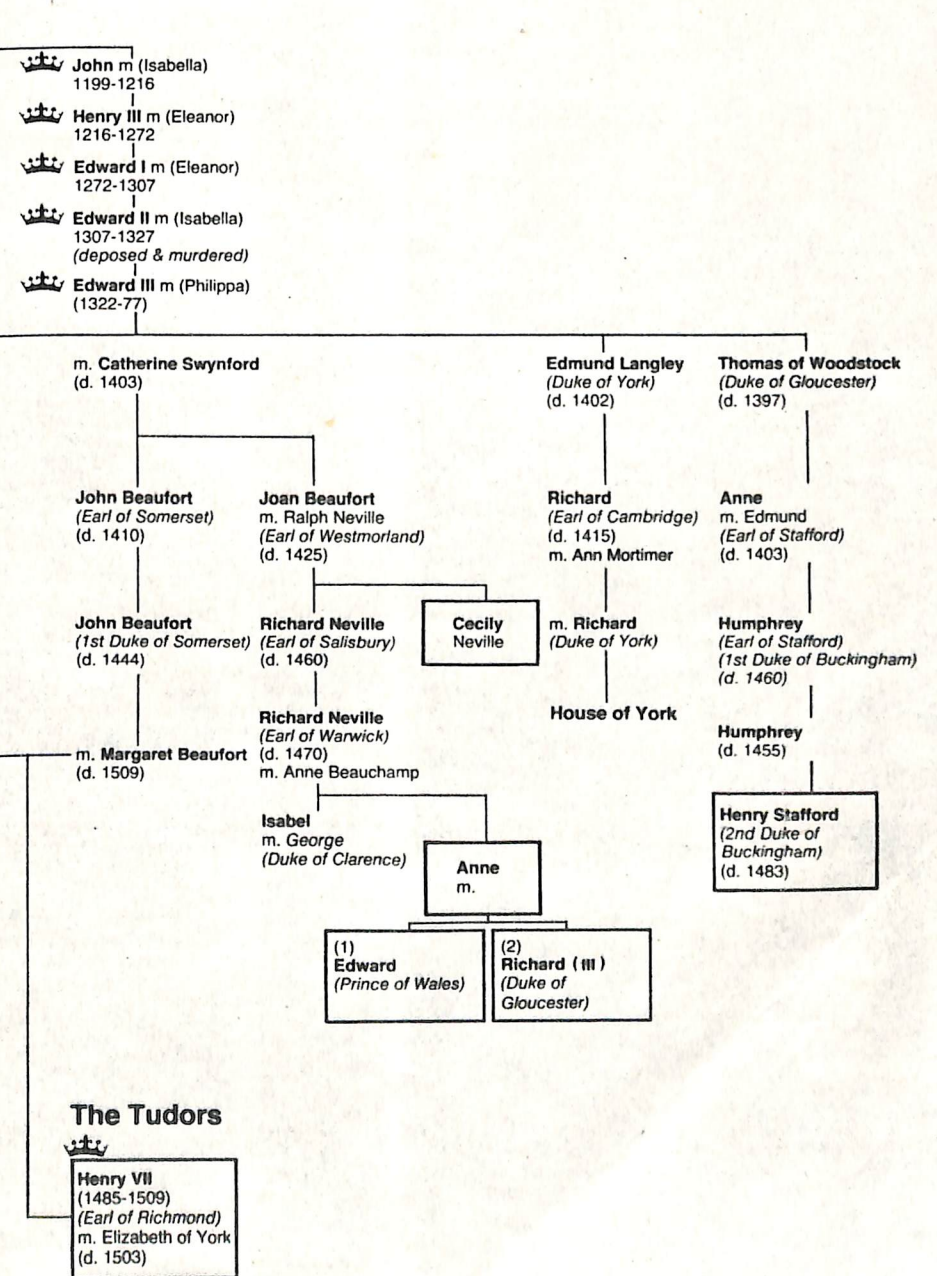 John m (Isabella)
1199-1216
Henry III m (Eleanor)
1216-1272
Edward I m (Eleanor)
1272-1307
Edward II m (Isabella)
1307-1327
(deposed & murdered)
Edward III m (Philippa)
(1322-77)
m. Catherine Swynford
(d. 1403)
Edmund Langley
(Duke of York)
(d. 1402)
Thomas of Woodstock
(Duke of Gloucester)
(d. 1397)
John Beaufort
(Earl of Somerset)
(d. 1410)
Joan Beaufort
m. Ralph Neville
(Earl of Westmorland)
(d. 1425)
Richard
(Earl of Cambridge)
(d. 1415)
m. Ann Mortimer
Anne
m. Edmund
(Earl of Stafford)
(d. 1403)
John Beaufort
(1st Duke of Somerset)
(d. 1444)
Richard Neville
(Earl of Salisbury)
(d. 1460)
Cecily
Neville
m. Richard
(Duke of York)
Humphrey
(Earl of Stafford)
(1st Duke of Buckingham)
(d. 1460)
Richard Neville
(Earl of Warwick)
(d. 1470)
m. Anne Beauchamp
House of York
Humphrey
(d. 1455)
m. Margaret Beaufort
(d. 1509)
Isabel
m. George
(Duke of Clarence)
Anne
m.
Henry Stafford
(2nd Duke of
Buckingham)
(d. 1483)
(1)
Edward
(Prince of Wales)
(2)
Richard (III)
(Duke of
Gloucester)
The Tudors
Henry VII
(1485-1509)
(Earl of Richmond)
m. Elizabeth of York
(d. 1503)